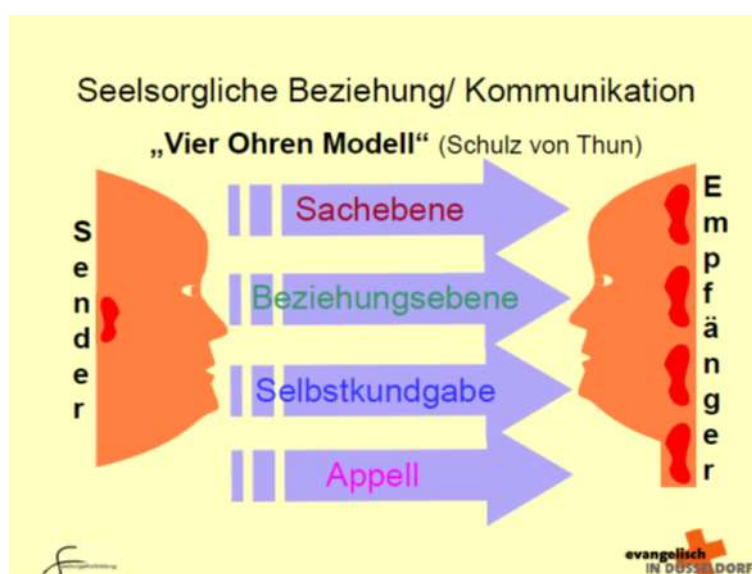 Seelsorgliche Beziehung/ Kommunikation
„Vier Ohren Modell“ (Schulz von Thun)
Sender
Sachebene
Beziehungsebene
Selbstkundgabe
Appell
Empfänger
evangelisch
IN DÜSSELDORF